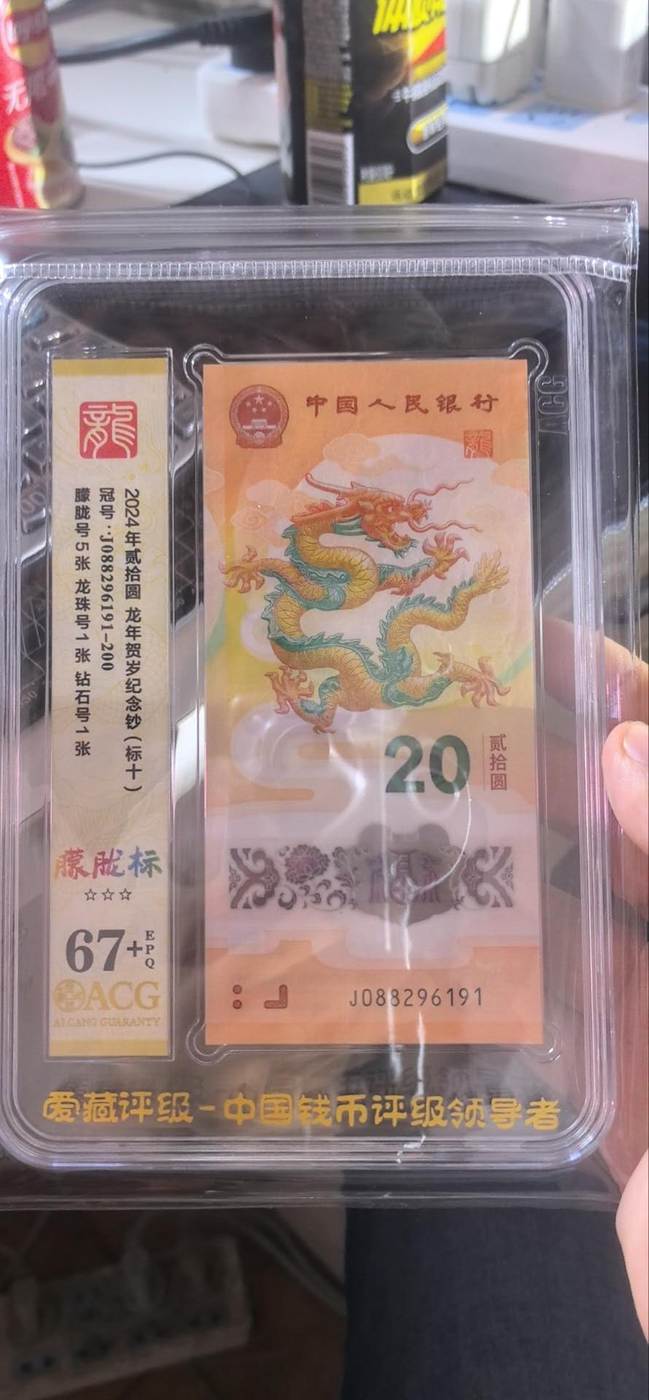 無
龍
2024年贰拾圆 龙年贺岁纪念钞(标十)
冠号:J088296191-200
朦胧号5张 龙珠号1张 钻石号1张
朦胧标
☆☆☆
67+
EPQ
ACG
AI CANG GUARANTY
中国人民银行
龍
20
贰拾圆
J088296191
爱藏评级-中国钱币评级领导者